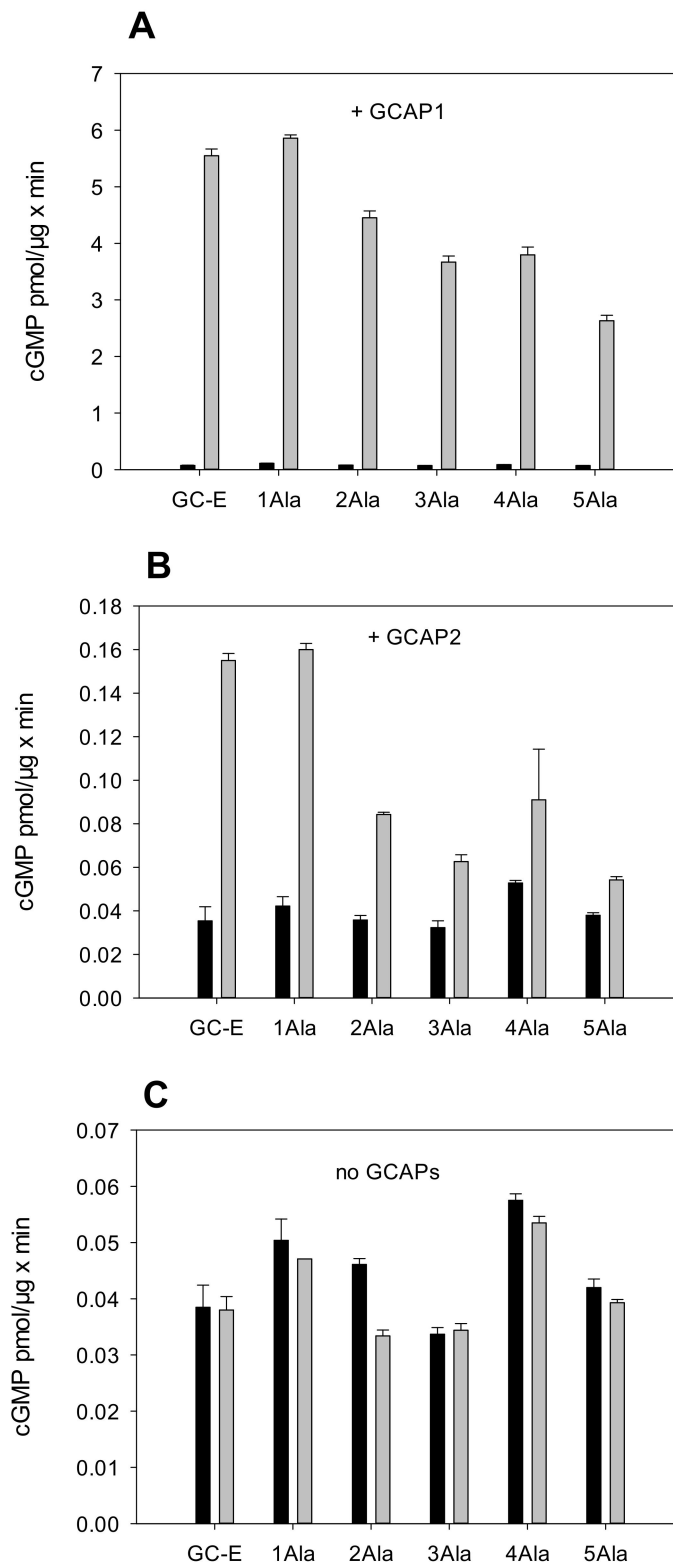 A
7
+ GCAP1
6
5
4
3
2
1
0
cGMP pmol/µg x min
GC-E 1Ala 2Ala 3Ala 4Ala 5Ala
B
0.18
+ GCAP2
0.16
0.14
0.12
0.10
0.08
0.06
0.04
0.02
0.00
cGMP pmol/µg x min
GC-E 1Ala 2Ala 3Ala 4Ala 5Ala
C
0.07
no GCAPs
0.06
0.05
0.04
0.03
0.02
0.01
0.00
cGMP pmol/µg x min
GC-E 1Ala 2Ala 3Ala 4Ala 5Ala